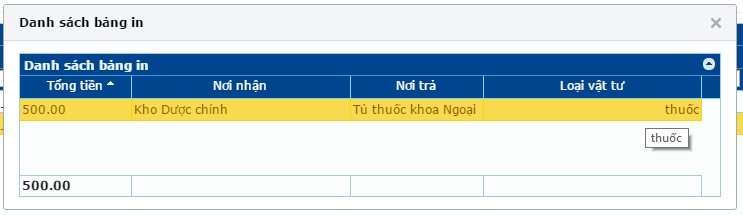 Danh sách bảng in
Danh sách bảng in
Tổng tiền Nơi nhận Nơi trả Loại vật tư
500.00 Kho Dược chính Tủ thuốc khoa Ngoại thuốc
thuốc
500.00